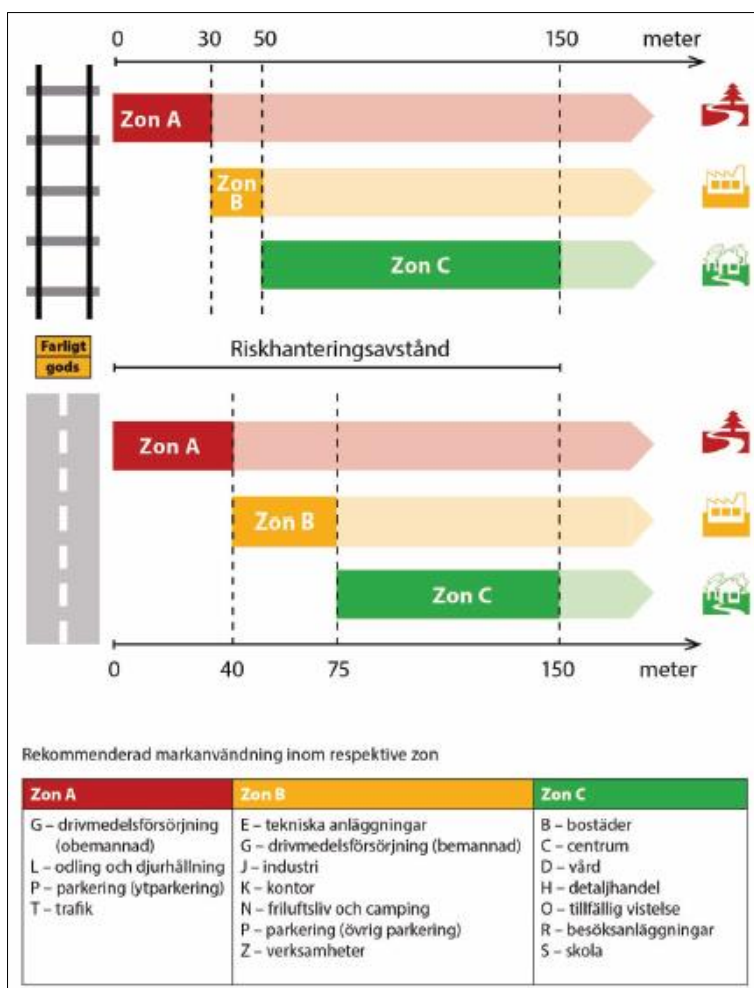 0 30 50 150 meter
Zon A
Zon
B
Zon C
Farligt
gods
Riskhanteringsavstånd
Zon A
Zon B
Zon C
0 40 75 150 meter
Rekommenderad markanvändning inom respektive zon
Zon A
G – drivmedelsförsörjning
(obemannad)
L – odling och djurhållning
P – parkering (ytparkering)
T – trafik
Zon B
E – tekniska anläggningar
G – drivmedelsförsörjning (bemannad)
J – industri
K – kontor
N – friluftsliv och camping
P – parkering (övrig parkering)
Z – verksamheter
Zon C
B – bostäder
C – centrum
D – vård
H – detaljhandel
O – tillfällig vistelse
R – besöksanläggningar
S – skola